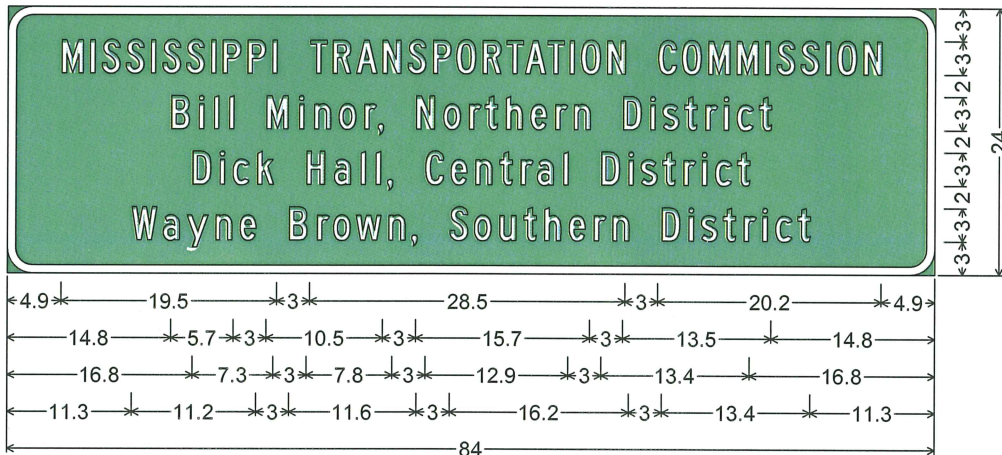 MISSISSIPPI TRANSPORTATION COMMISSION
Bill Minor, Northern District
Dick Hall, Central District
Wayne Brown, Southern District
3
3
2
3
2
3
2
3
3
24
4.9 19.5 3 28.5 3 20.2 4.9
14.8 5.7 3 10.5 3 15.7 3 13.5 14.8
16.8 7.3 3 7.8 3 12.9 3 13.4 16.8
11.3 11.2 3 11.6 3 16.2 3 13.4 11.3
84